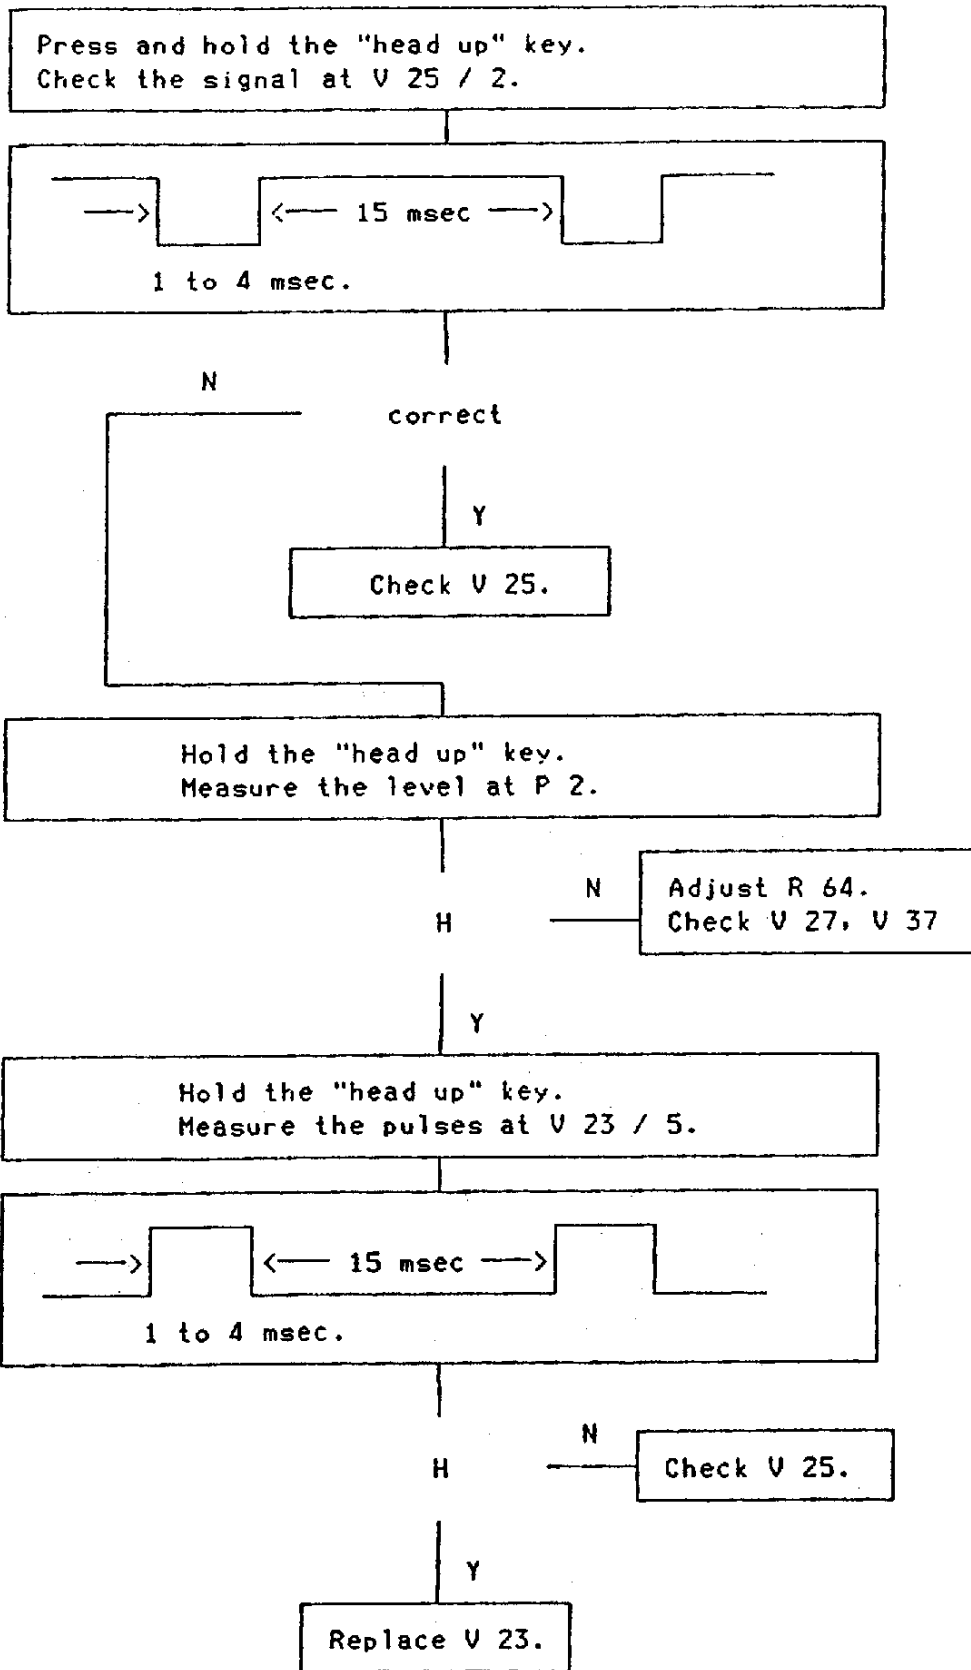 Press and hold the "head up" key.
Check the signal at V 25 / 2.
--> <-- 15 msec -->
1 to 4 msec.
N
correct
Y
Check V 25.
Hold the "head up" key.
Measure the level at P 2.
N
Adjust R 64.
H
Check V 27, V 37
Y
Hold the "head up" key.
Measure the pulses at V 23 / 5.
--> <-- 15 msec -->
1 to 4 msec.
N
H
Check V 25.
Y
Replace V 23.